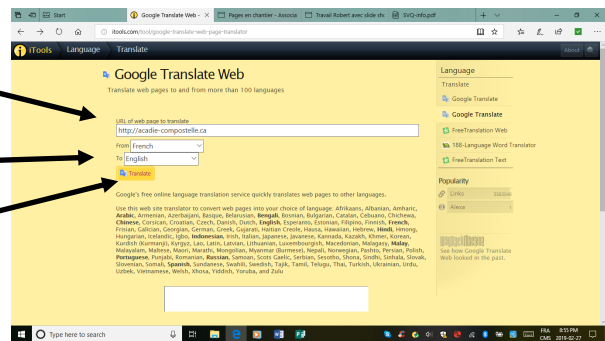 Start
Google Translate Web -
Pages en chantier - Associa
Travail Robert avec slide sh
SVQ-info.pdf
itools.com/tool/google-translate-web-page-translator
iTools
Language
Translate
About
Google Translate Web
Translate web pages to and from more than 100 languages
URL of web page to translate
http://acadie-compostelle.ca
From French
To English
Translate
Google's free online language translation service quickly translates web pages to other languages.
Use this web site translator to convert web pages into your choice of language: Afrikaans, Albanian, Amharic,
Arabic, Armenian, Azerbaijani, Basque, Belarusian, Bengali, Bosnian, Bulgarian, Catalan, Cebuano, Chichewa,
Chinese, Corsican, Croatian, Czech, Danish, Dutch, English, Esperanto, Estonian, Filipino, Finnish, French,
Frisian, Galician, Georgian, German, Greek, Gujarati, Haitian Creole, Hausa, Hawaiian, Hebrew, Hindi, Hmong,
Hungarian, Icelandic, Igbo, Indonesian, Irish, Italian, Japanese, Javanese, Kannada, Kazakh, Khmer, Korean,
Kurdish (Kurmanji), Kyrgyz, Lao, Latin, Latvian, Lithuanian, Luxembourgish, Macedonian, Malagasy, Malay,
Malayalam, Maltese, Maori, Marathi, Mongolian, Myanmar (Burmese), Nepali, Norwegian, Pashto, Persian, Polish,
Portuguese, Punjabi, Romanian, Russian, Samoan, Scots Gaelic, Serbian, Sesotho, Shona, Sindhi, Sinhala, Slovak,
Slovenian, Somali, Spanish, Sundanese, Swahili, Swedish, Tajik, Tamil, Telugu, Thai, Turkish, Ukrainian, Urdu,
Uzbek, Vietnamese, Welsh, Xhosa, Yiddish, Yoruba, and Zulu
Language
Translate
Google Translate
Google Translate
FreeTranslation Web
188-Language Word Translator
FreeTranslation Text
Popularity
Links
Alexa
See how Google Translate
Web looked in the past.
Type here to search
FRA
CMS
8:55 PM
2019-02-27